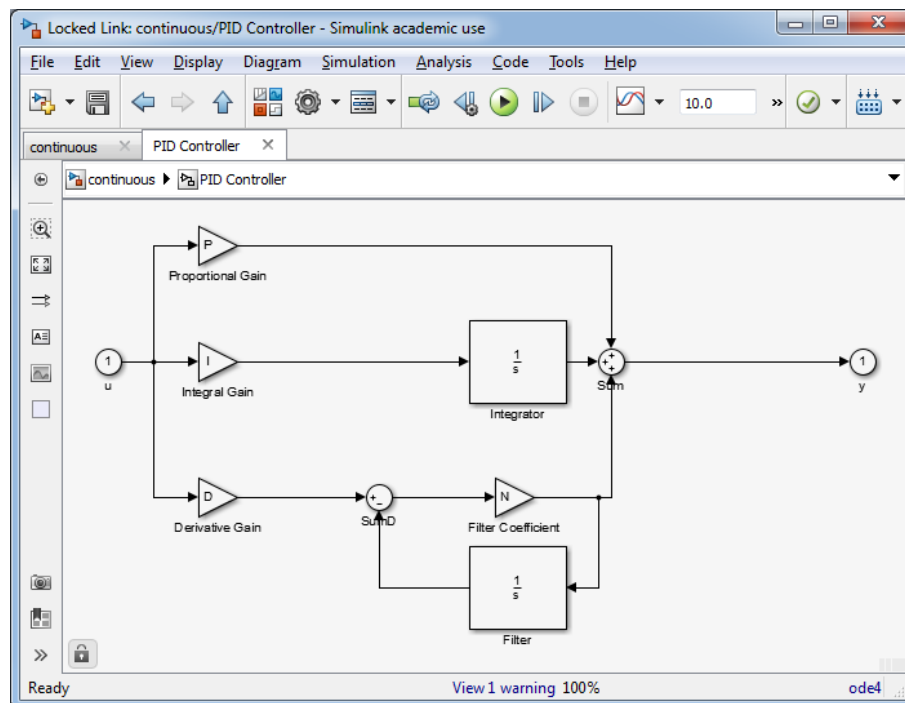 Locked Link: continuous/PID Controller - Simulink academic use
File Edit View Display Diagram Simulation Analysis Code Tools Help
10.0 »
continuous × PID Controller ×
continuous PID Controller
P
Proportional Gain
1
u
I
Integral Gain
1
s
Integrator
+
+
+
Sum
1
y
D
Derivative Gain
+
-
SumD
N
Filter Coefficient
1
s
Filter
Ready View 1 warning 100% ode4